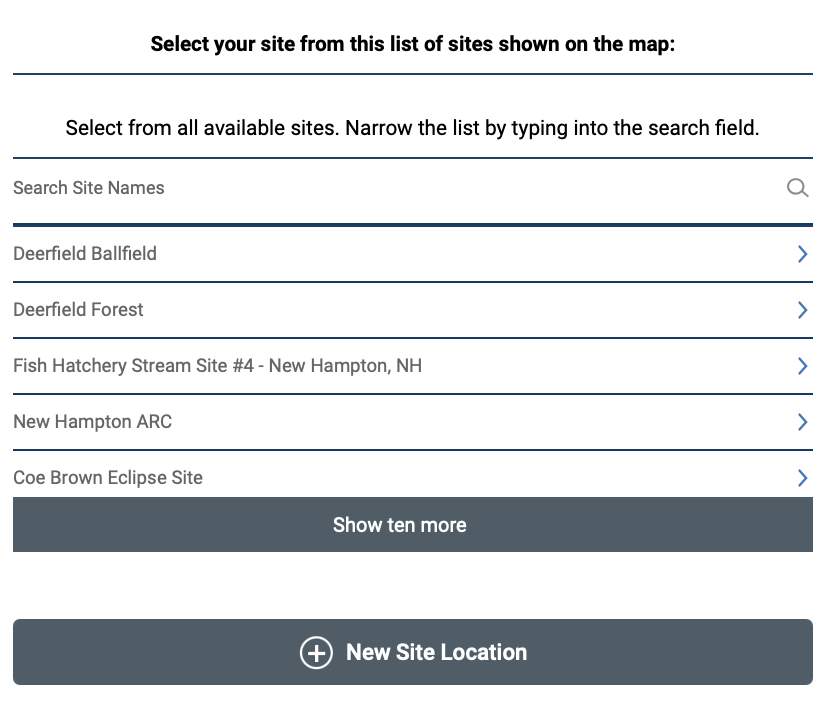 Select your site from this list of sites shown on the map:
Select from all available sites. Narrow the list by typing into the search field.
Search Site Names
Deerfield Ballfield
Deerfield Forest
Fish Hatchery Stream Site #4 - New Hampton, NH
New Hampton ARC
Coe Brown Eclipse Site
Show ten more
New Site Location